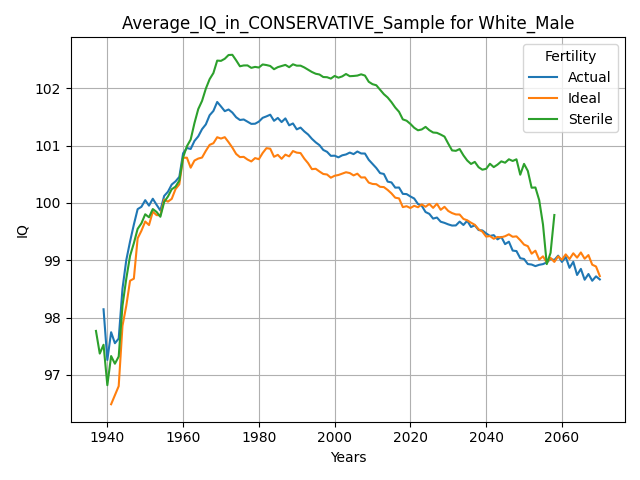 Average_IQ_in_CONSERVATIVE_Sample for White_Male
Fertility
Actual
Ideal
Sterile
102
101
100
99
98
97
IQ
1940 1960 1980 2000 2020 2040 2060
Years